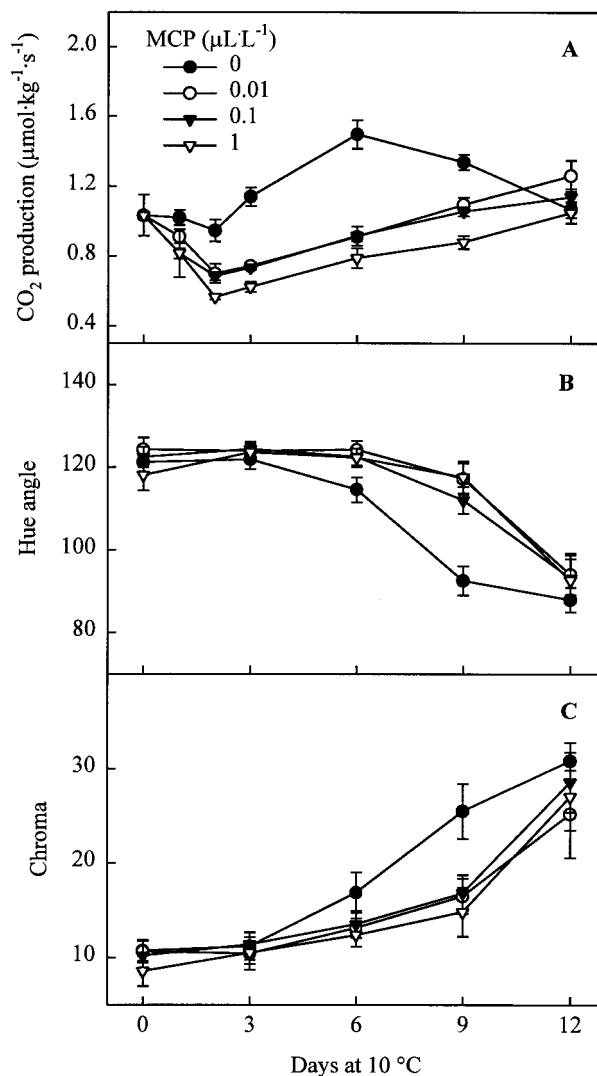 MCP (μL·L⁻¹)
0
0.01
0.1
1
A
2.0
1.6
1.2
0.8
0.4
CO₂ production (μmol·kg⁻¹·s⁻¹)
B
140
120
100
80
Hue angle
C
30
20
10
Chroma
0 3 6 9 12
Days at 10 °C